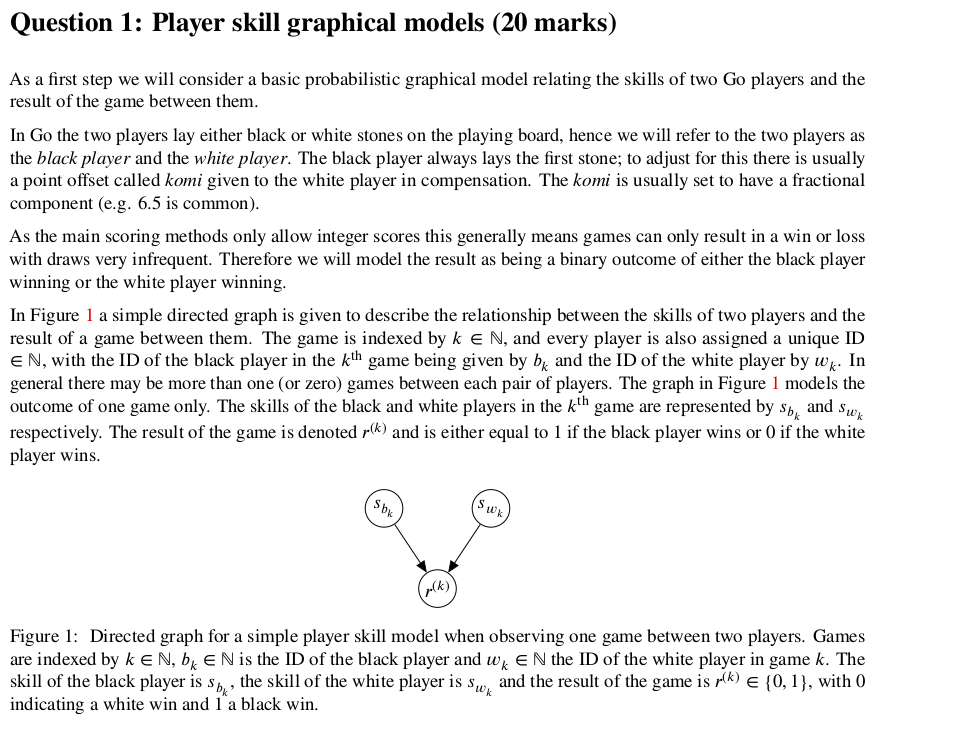 Question 1: Player skill graphical models (20 marks)
As a first step we will consider a basic probabilistic graphical model relating the skills of two Go players and the
result of the game between them.
In Go the two players lay either black or white stones on the playing board, hence we will refer to the two players as
the black player and the white player. The black player always lays the first stone; to adjust for this there is usually
a point offset called komi given to the white player in compensation. The komi is usually set to have a fractional
component (e.g. 6.5 is common).
As the main scoring methods only allow integer scores this generally means games can only result in a win or loss
with draws very infrequent. Therefore we will model the result as being a binary outcome of either the black player
winning or the white player winning.
In Figure 1 a simple directed graph is given to describe the relationship between the skills of two players and the
result of a game between them. The game is indexed by k ∈ ℕ, and every player is also assigned a unique ID
∈ ℕ, with the ID of the black player in the k^th game being given by b_k and the ID of the white player by w_k. In
general there may be more than one (or zero) games between each pair of players. The graph in Figure 1 models the
outcome of one game only. The skills of the black and white players in the k^th game are represented by s_{b_k} and s_{w_k}
respectively. The result of the game is denoted r^(k) and is either equal to 1 if the black player wins or 0 if the white
player wins.
s_{b_k} s_{w_k}
r^(k)
Figure 1: Directed graph for a simple player skill model when observing one game between two players. Games
are indexed by k ∈ ℕ, b_k ∈ ℕ is the ID of the black player and w_k ∈ ℕ the ID of the white player in game k. The
skill of the black player is s_{b_k}, the skill of the white player is s_{w_k} and the result of the game is r^(k) ∈ {0, 1}, with 0
indicating a white win and 1 a black win.